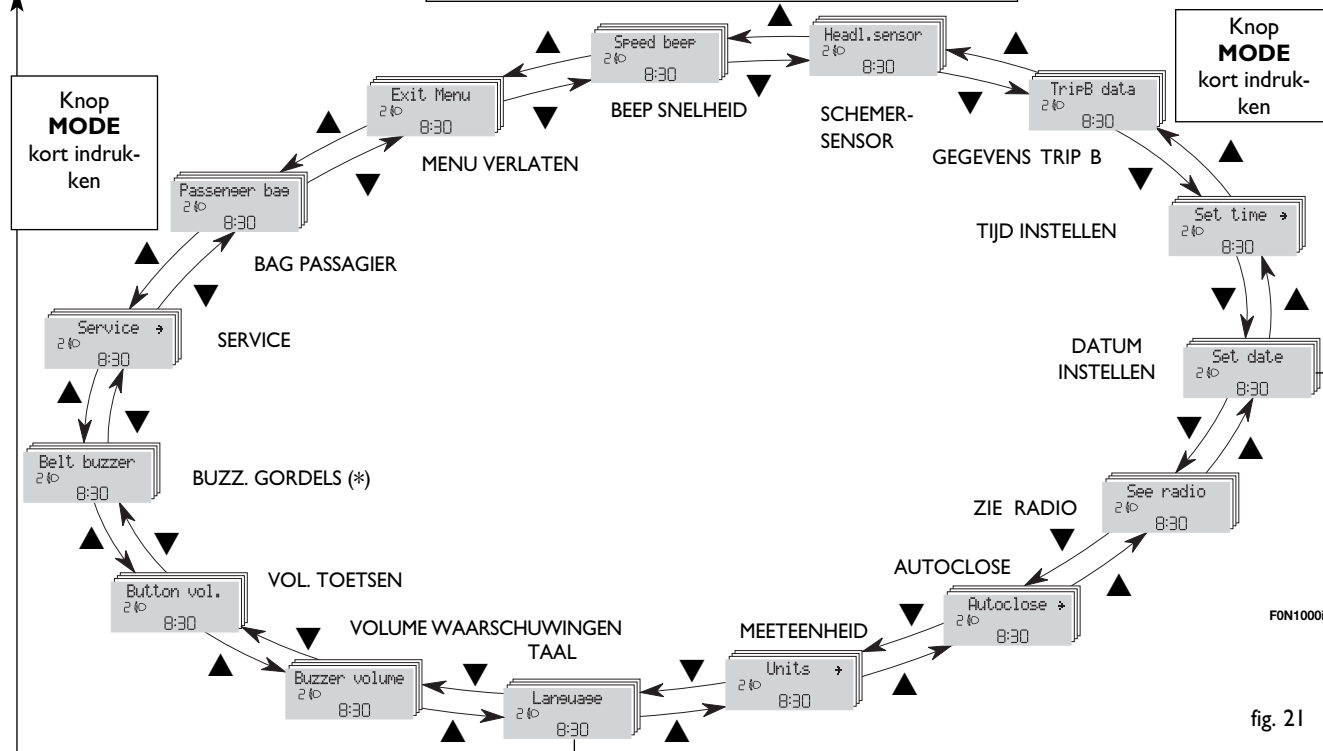 Knop
MODE
kort indruk-
ken
Speed beep
8:30
BEEP SNELHEID
Headl.sensor
8:30
SCHEMER-
SENSOR
TripB data
8:30
GEGEVENS TRIP B
Knop
MODE
kort indruk-
ken
Exit Menu
8:30
MENU VERLATEN
Passenger bag
8:30
BAG PASSAGIER
Set time →
8:30
TIJD INSTELLEN
Service →
8:30
SERVICE
DATUM
INSTELLEN
Set date
8:30
Belt buzzer
8:30
BUZZ. GORDELS (*)
See radio
8:30
ZIE RADIO
Button vol.
8:30
VOL. TOETSEN
AUTOCLOSE
Autoclose →
8:30
VOLUME WAARSCHUWINGEN
Buzzer volume
8:30
TAAL
Language
8:30
MEETEENHEID
Units →
8:30
F0N1000i
fig. 21